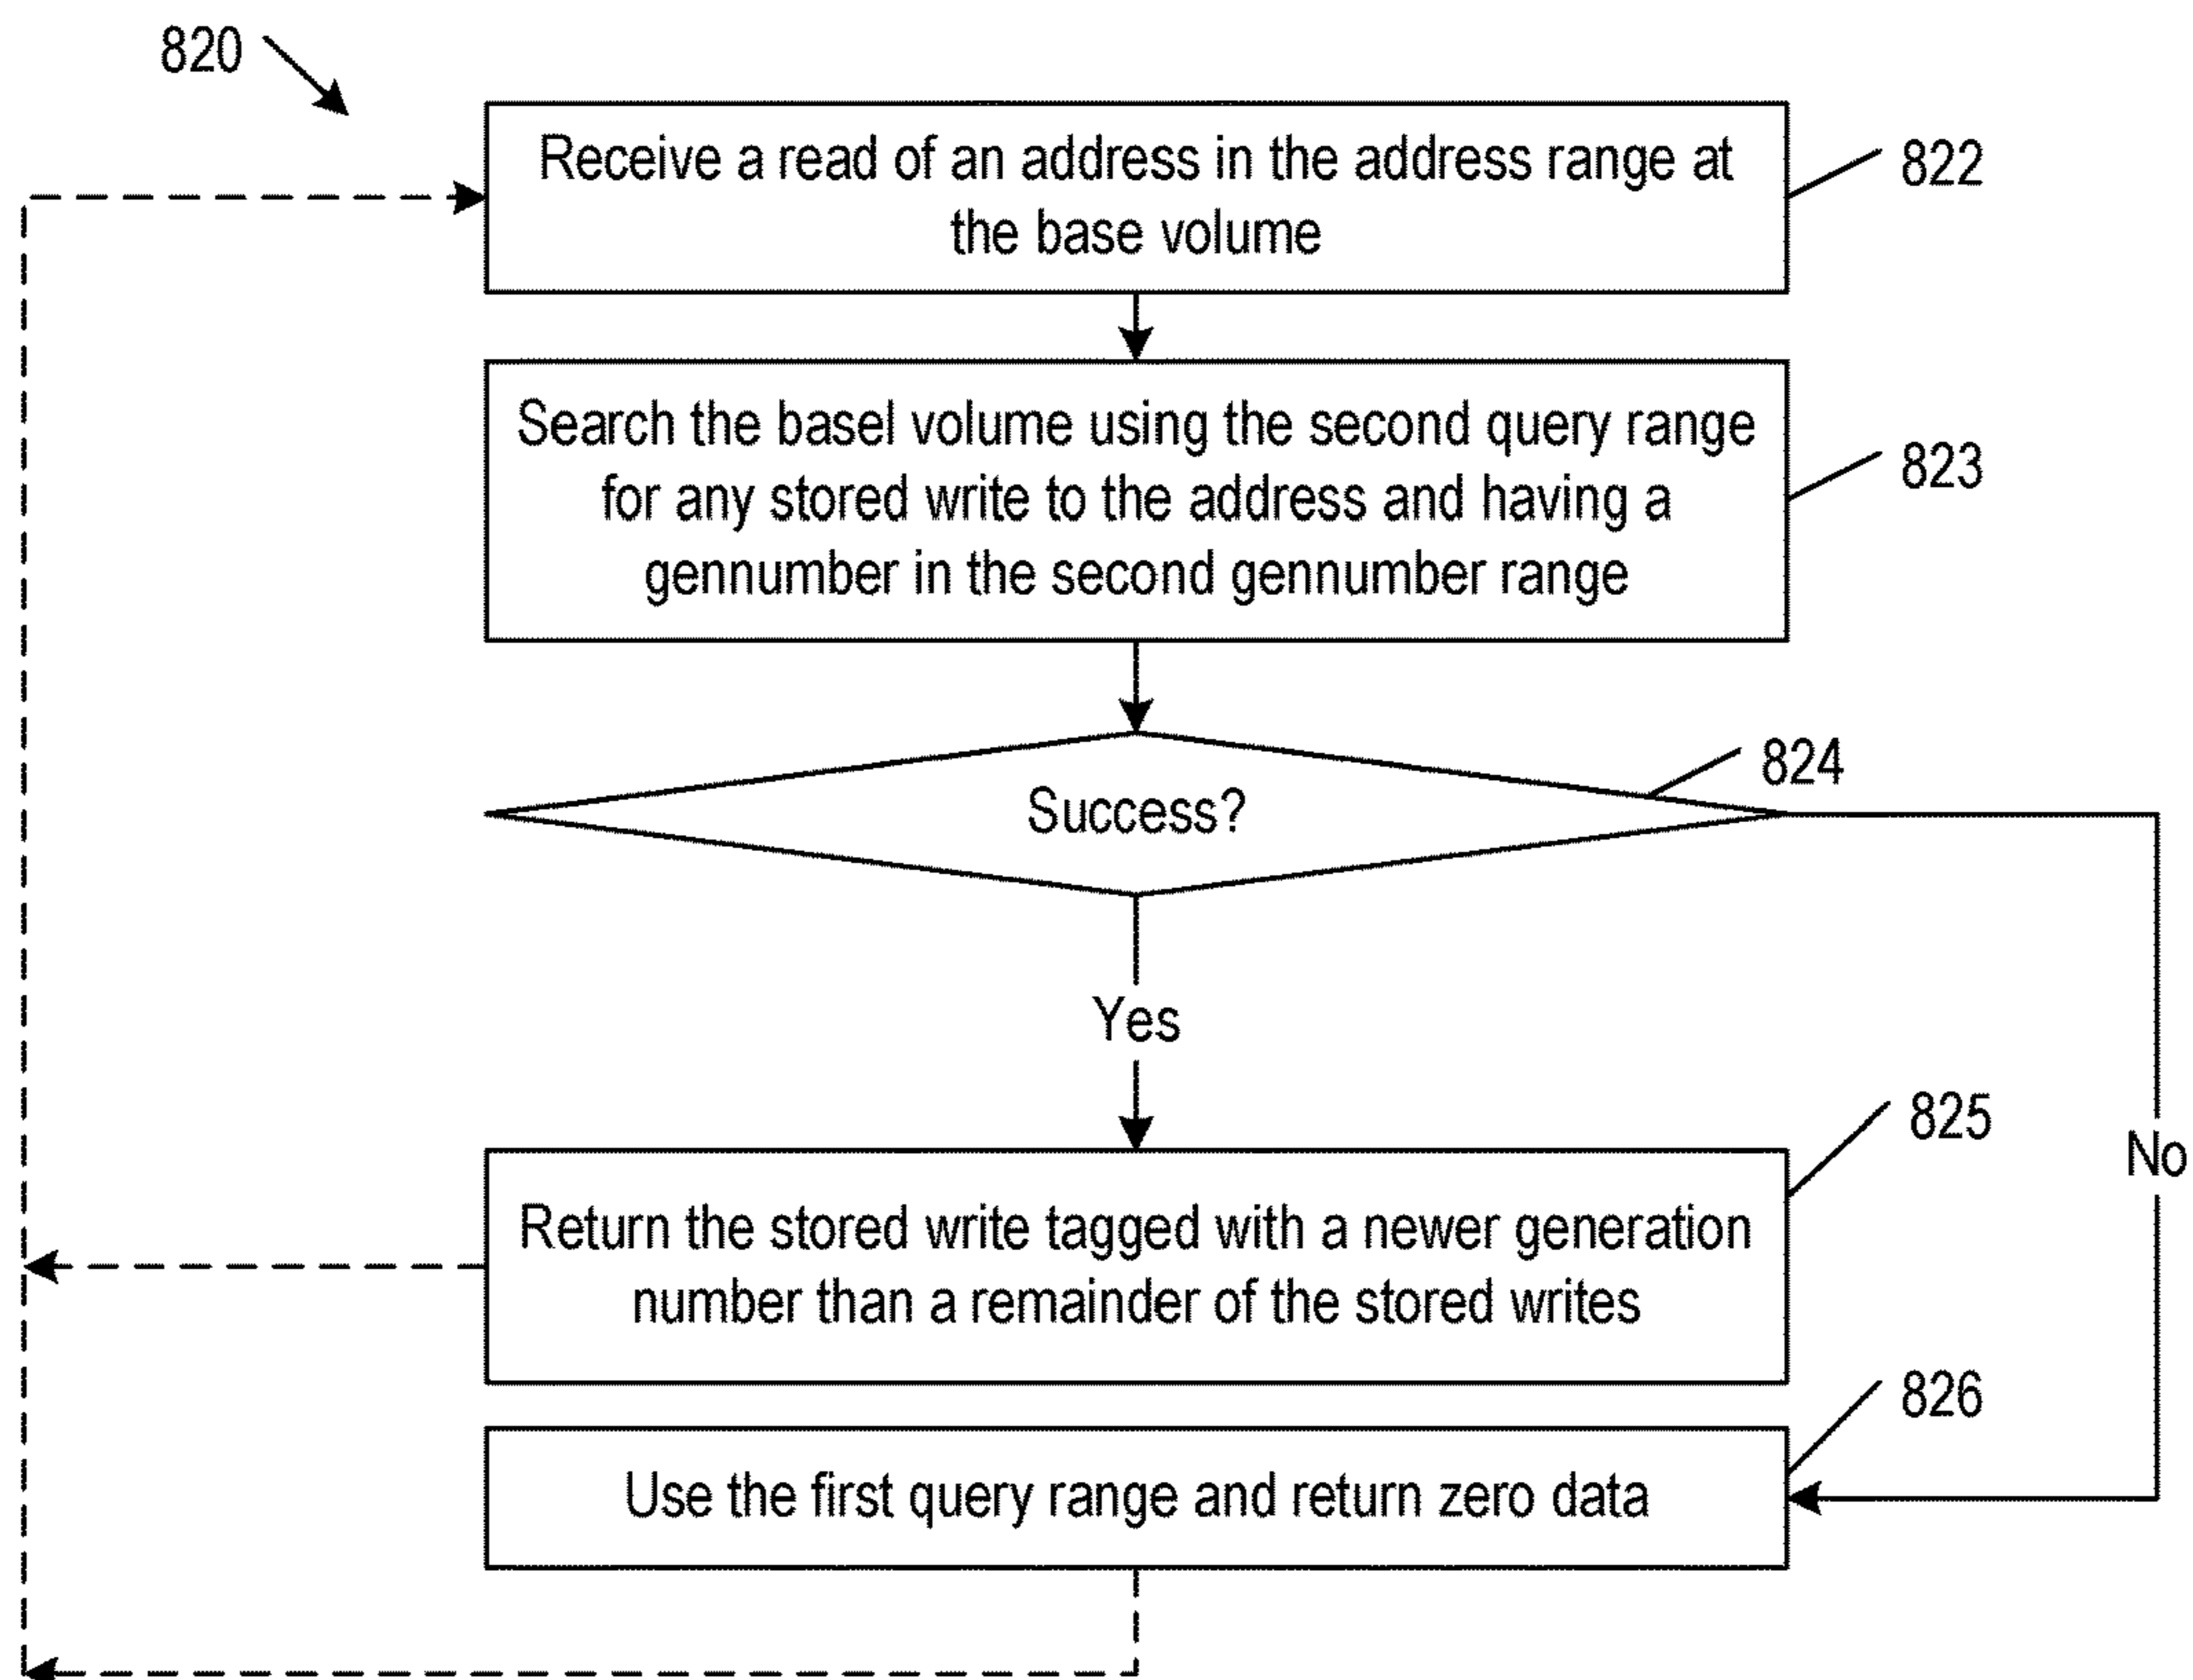 820
Receive a read of an address in the address range at
the base volume
822
Search the basel volume using the second query range
for any stored write to the address and having a
gennumber in the second gennumber range
823
Success?
824
Yes
No
Return the stored write tagged with a newer generation
number than a remainder of the stored writes
825
Use the first query range and return zero data
826